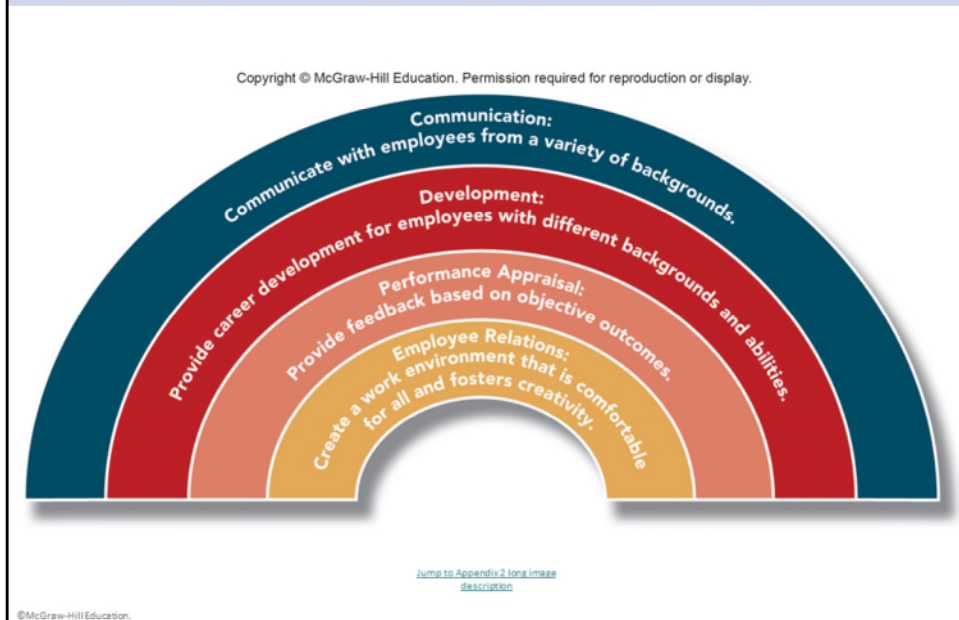 Copyright © McGraw-Hill Education. Permission required for reproduction or display.
Communication:
Communicate with employees from a variety of backgrounds.
Development:
Provide career development for employees with different backgrounds and abilities.
Performance Appraisal:
Provide feedback based on objective outcomes.
Employee Relations:
Create a work environment that is comfortable
for all and fosters creativity.
Jump to Appendix 2 long image
description
©McGraw-Hill Education.